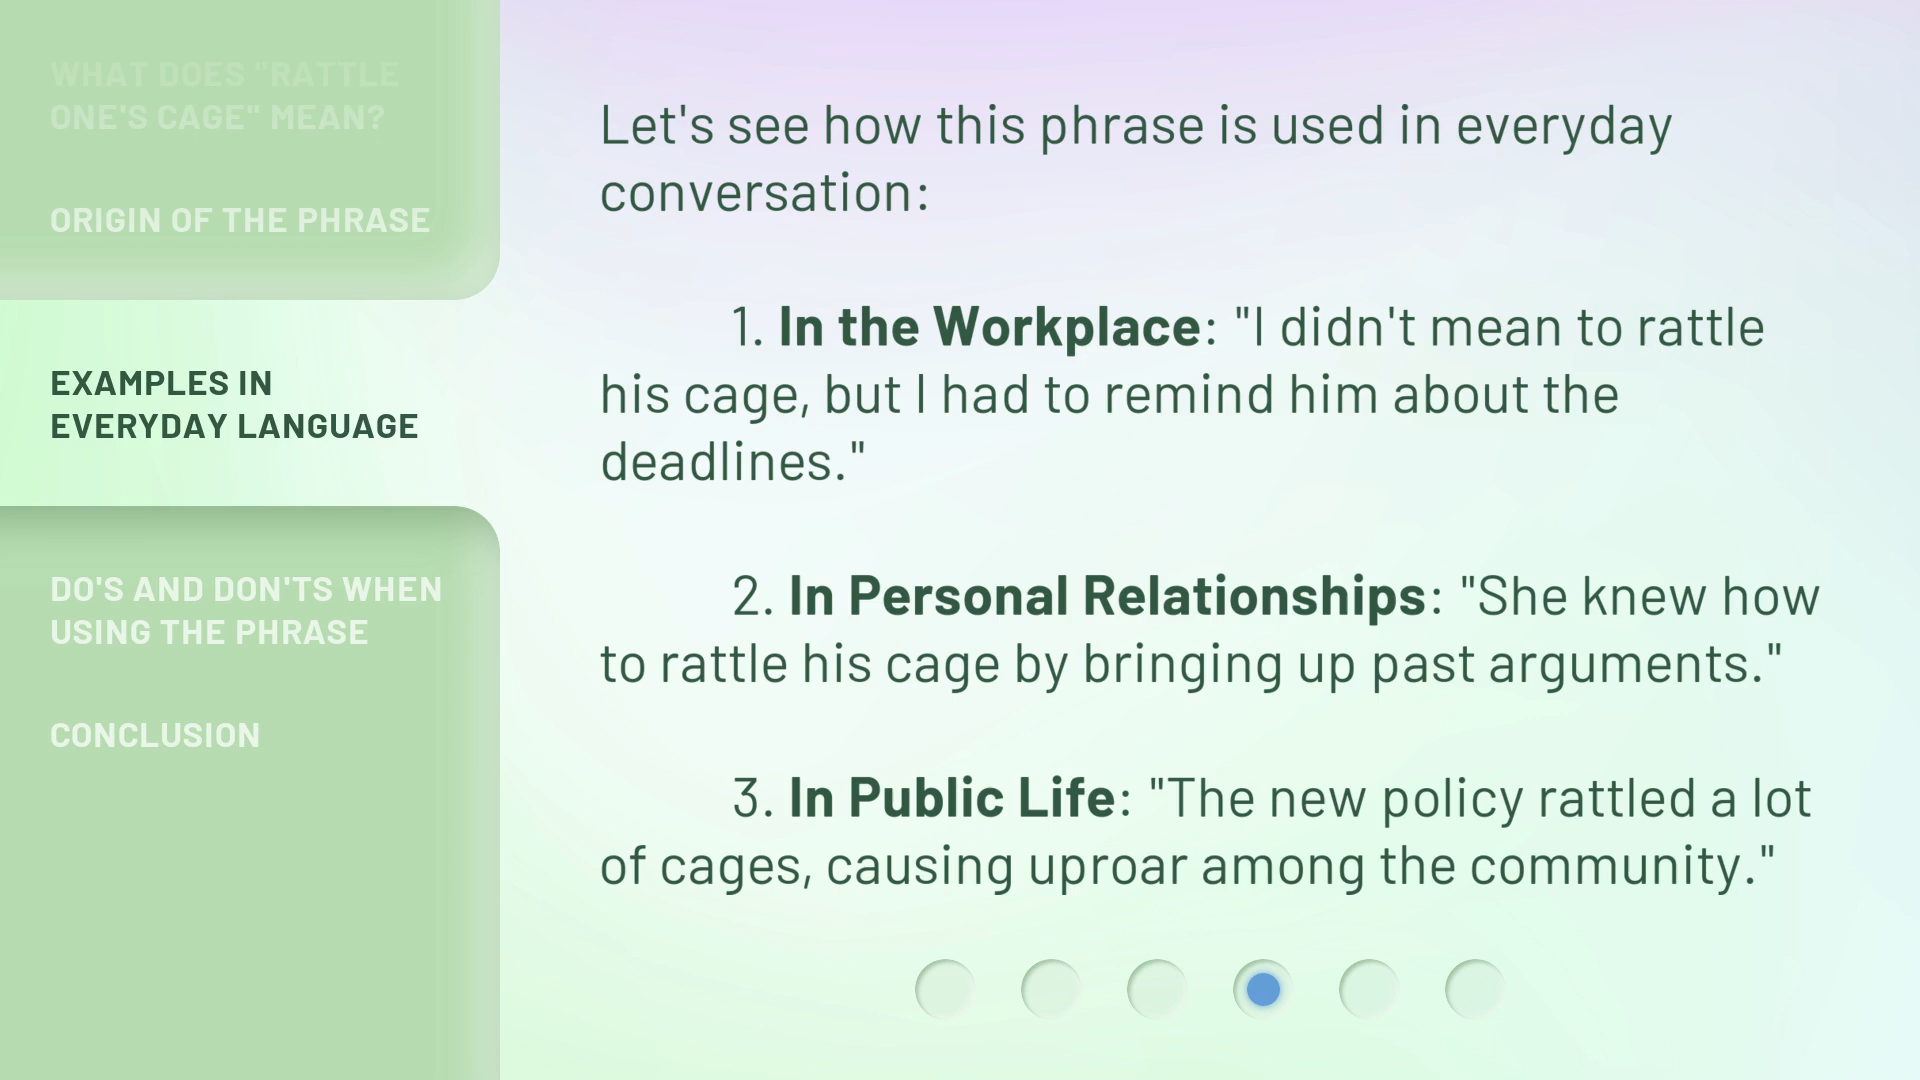 WHAT DOES "RATTLE
ONE'S CAGE" MEAN?
ORIGIN OF THE PHRASE
EXAMPLES IN
EVERYDAY LANGUAGE
DO'S AND DON'TS WHEN
USING THE PHRASE
CONCLUSION
Let's see how this phrase is used in everyday
conversation:
1. In the Workplace: "I didn't mean to rattle
his cage, but I had to remind him about the
deadlines."
2. In Personal Relationships: "She knew how
to rattle his cage by bringing up past arguments."
3. In Public Life: "The new policy rattled a lot
of cages, causing uproar among the community."